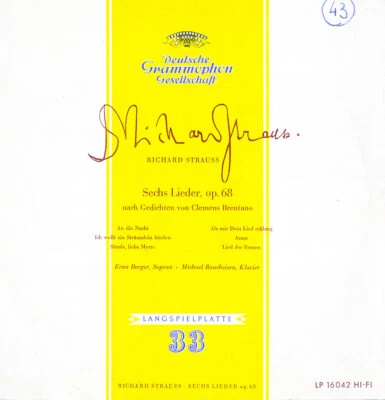 43
Deutsche
Grammophon
Gesellschaft
Richard Strauss.
RICHARD STRAUSS
Sechs Lieder, op. 68
nach Gedichten von Clemens Brentano
An die Nacht
Ich wollt ein Sträusslein binden
Säusle, liebe Myrte
Als mir Dein Lied erklang
Amor
Lied der Frauen
Erna Berger, Sopran - Michael Raucheisen, Klavier
LANGSPIELPLATTE
33
RICHARD STRAUSS · SECHS LIEDER op. 68
LP 16042 HI-FI